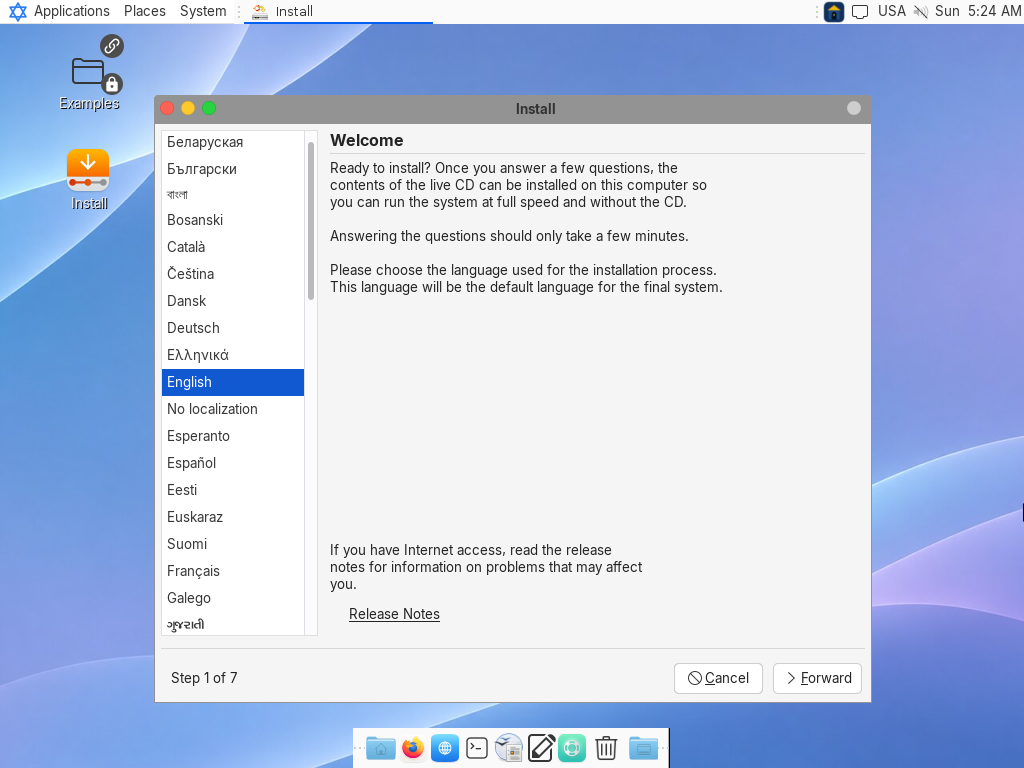 Applications Places System Install USA Sun 5:24 AM
Examples
Install
Install
Беларуская
Български
বাংলা
Bosanski
Català
Čeština
Dansk
Deutsch
Ελληνικά
English
No localization
Esperanto
Español
Eesti
Euskaraz
Suomi
Français
Galego
ગુજરાતી
Welcome
Ready to install? Once you answer a few questions, the
contents of the live CD can be installed on this computer so
you can run the system at full speed and without the CD.
Answering the questions should only take a few minutes.
Please choose the language used for the installation process.
This language will be the default language for the final system.
If you have Internet access, read the release
notes for information on problems that may affect
you.
Release Notes
Step 1 of 7
Cancel
Forward